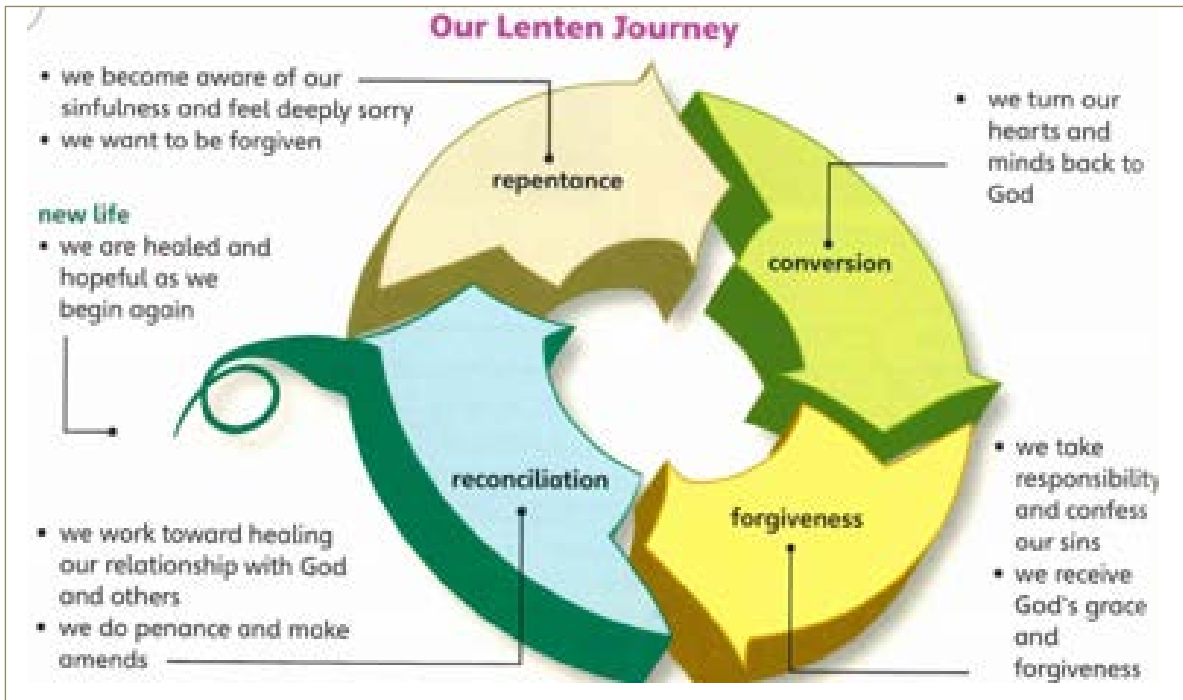 Our Lenten Journey
• we become aware of our
sinfulness and feel deeply sorry
• we want to be forgiven
repentance
• we turn our
hearts and
minds back to
God
conversion
new life
• we are healed and
hopeful as we
begin again
reconciliation
forgiveness
• we take
responsibility
and confess
our sins
• we receive
God's grace
and
forgiveness
• we work toward healing
our relationship with God
and others
• we do penance and make
amends